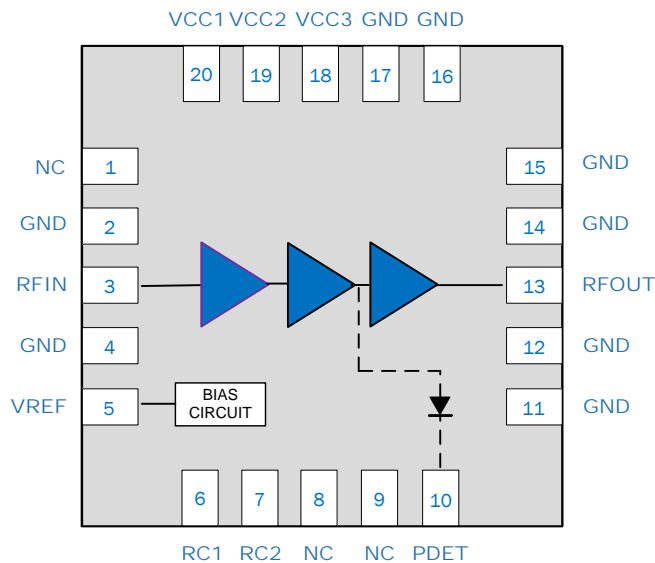 VCC1 VCC2 VCC3 GND GND
20 19 18 17 16
NC 1 15 GND
GND 2 14 GND
RFIN 3 13 RFOUT
GND 4 12 GND
VREF 5 BIAS 11 GND
CIRCUIT
6 7 8 9 10
RC1 RC2 NC NC PDET